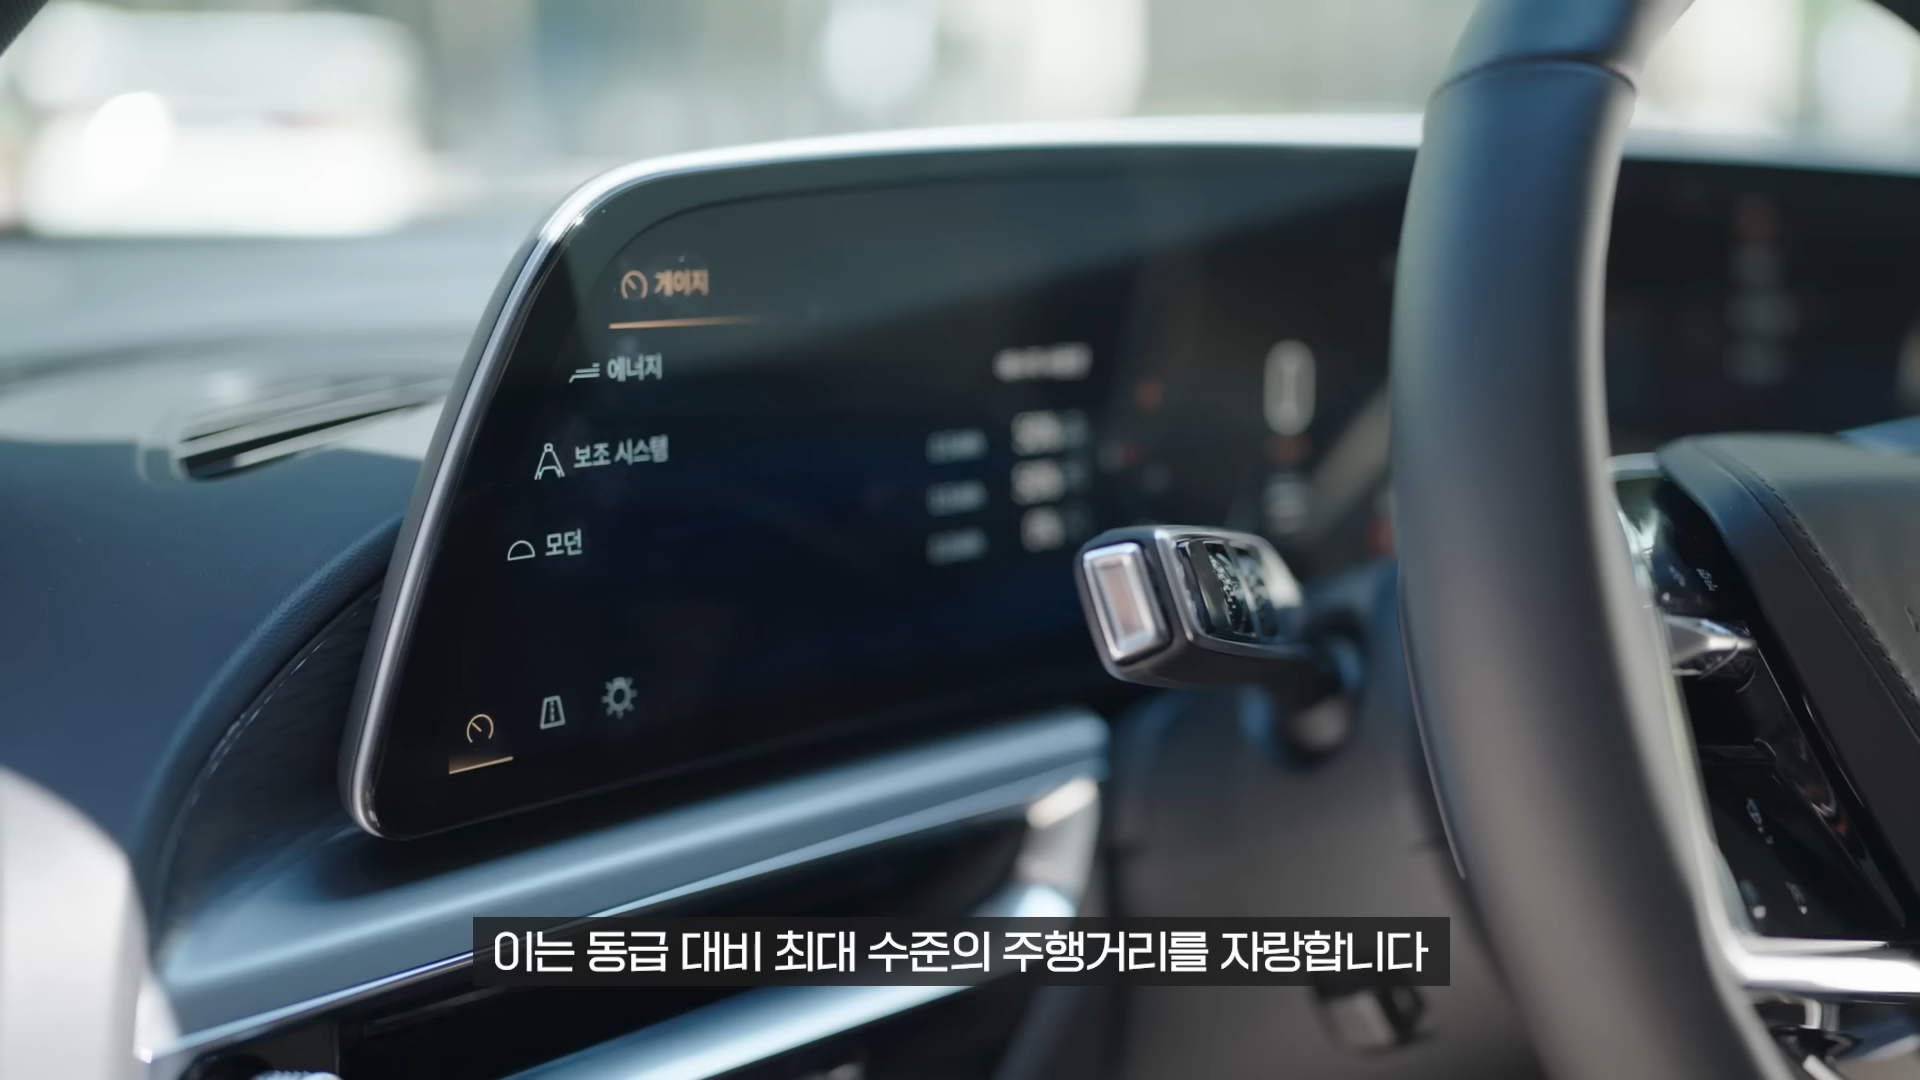 게이지
에너지
보조 시스템
모던
이는 동급 대비 최대 수준의 주행거리를 자랑합니다